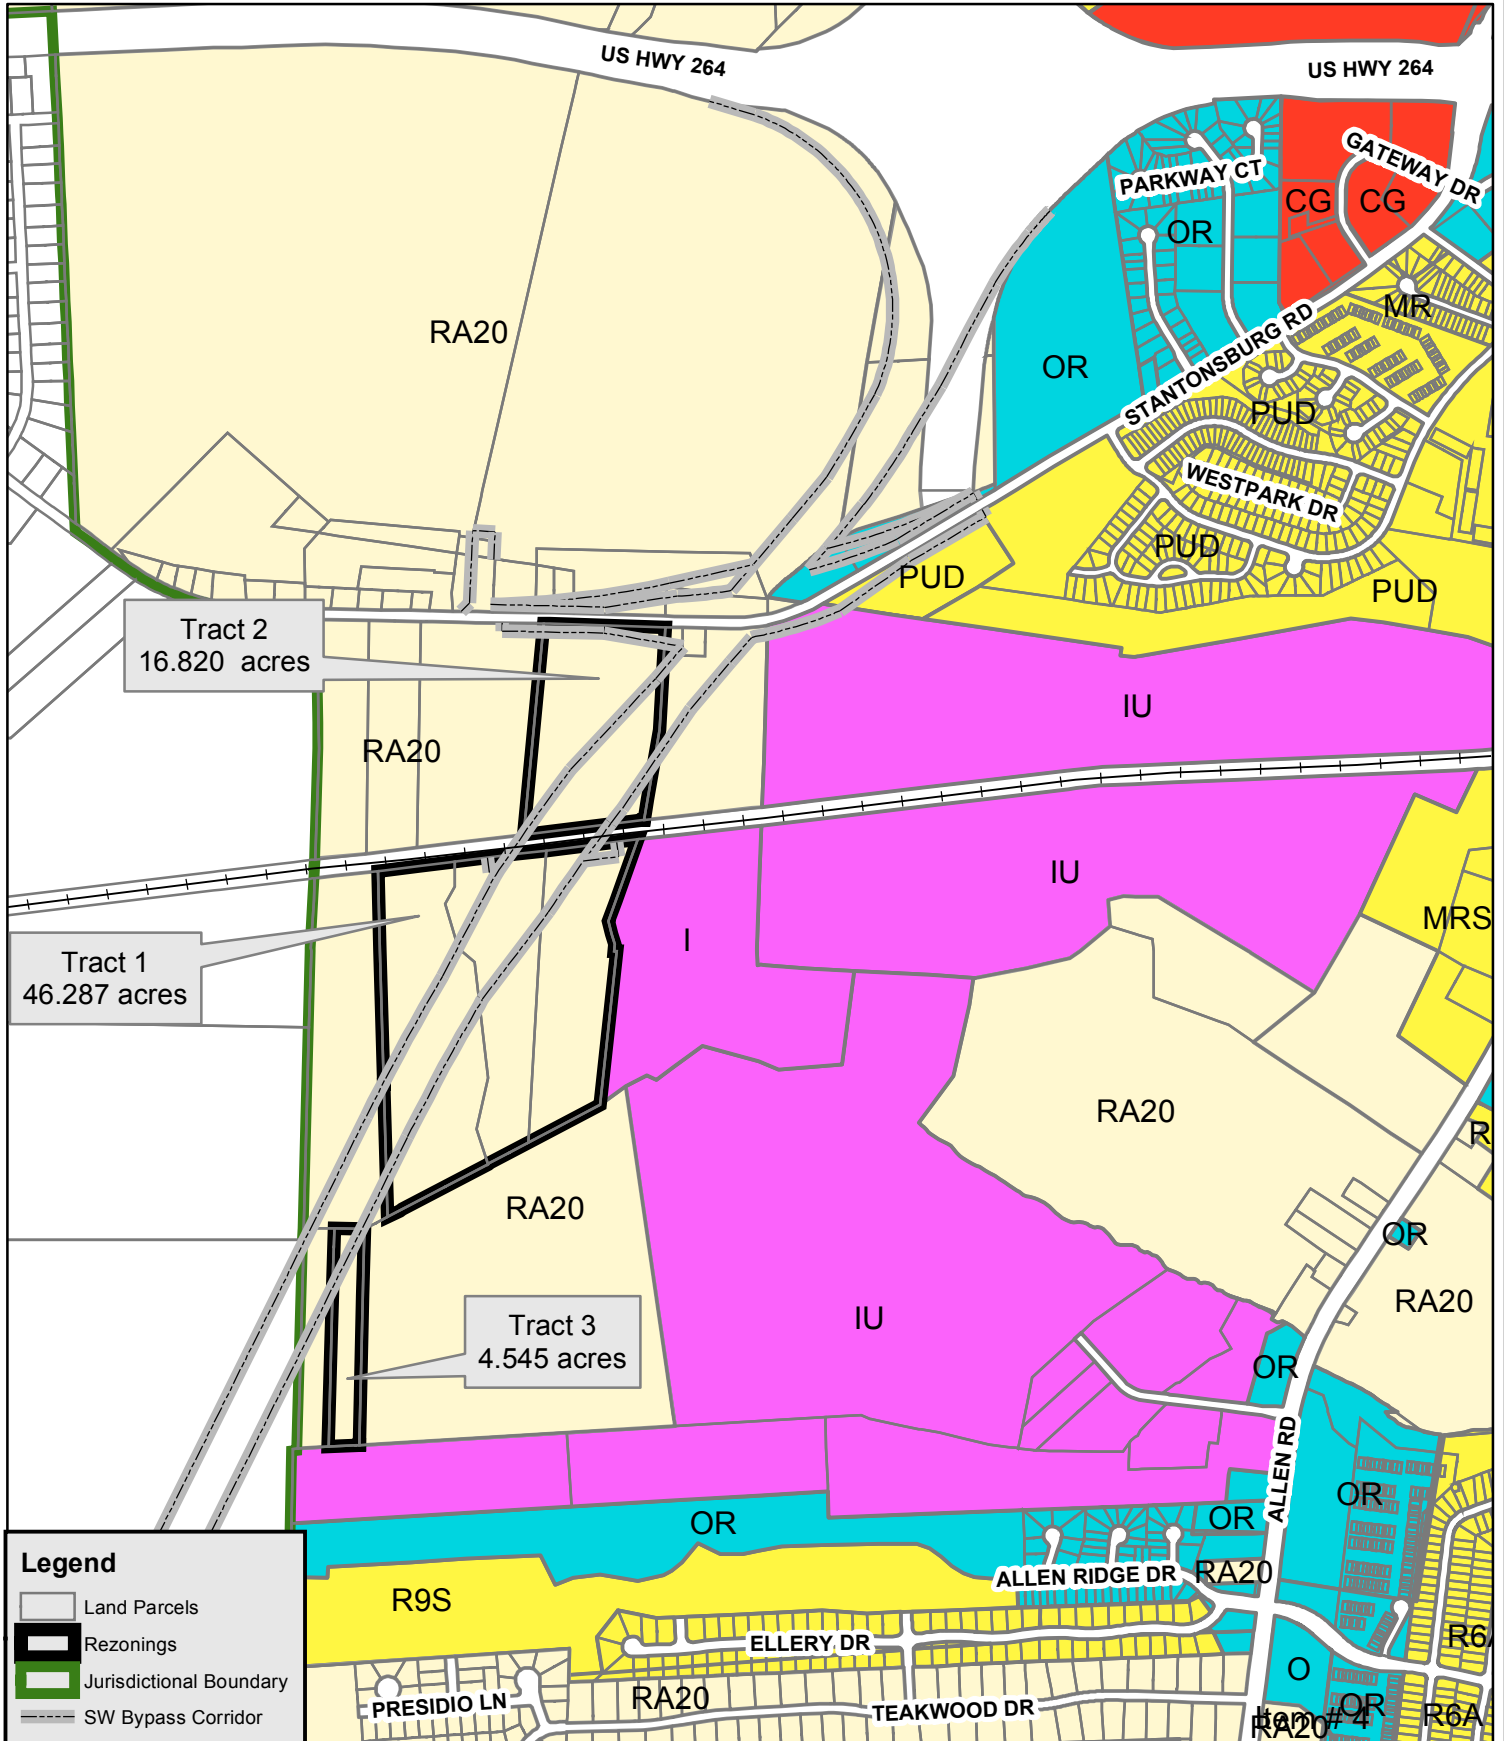 US HWY 264
US HWY 264
GATEWAY DR
PARKWAY CT
CG
CG
OR
MR
RA20
OR
STANTONSBURG RD
PUD
WESTPARK DR
PUD
PUD
PUD
Tract 2
16.820 acres
IU
RA20
IU
MRS
I
Tract 1
46.287 acres
RA20
R
RA20
OR
RA20
Tract 3
4.545 acres
IU
OR
ALLEN RD
OR
OR
OR
ALLEN RIDGE DR
RA20
R9S
ELLERY DR
R6A
O
RA20
PRESIDIO LN
TEAKWOOD DR
OR
R6A
RA20
Item # 4
Legend
Land Parcels
Rezonings
Jurisdictional Boundary
SW Bypass Corridor